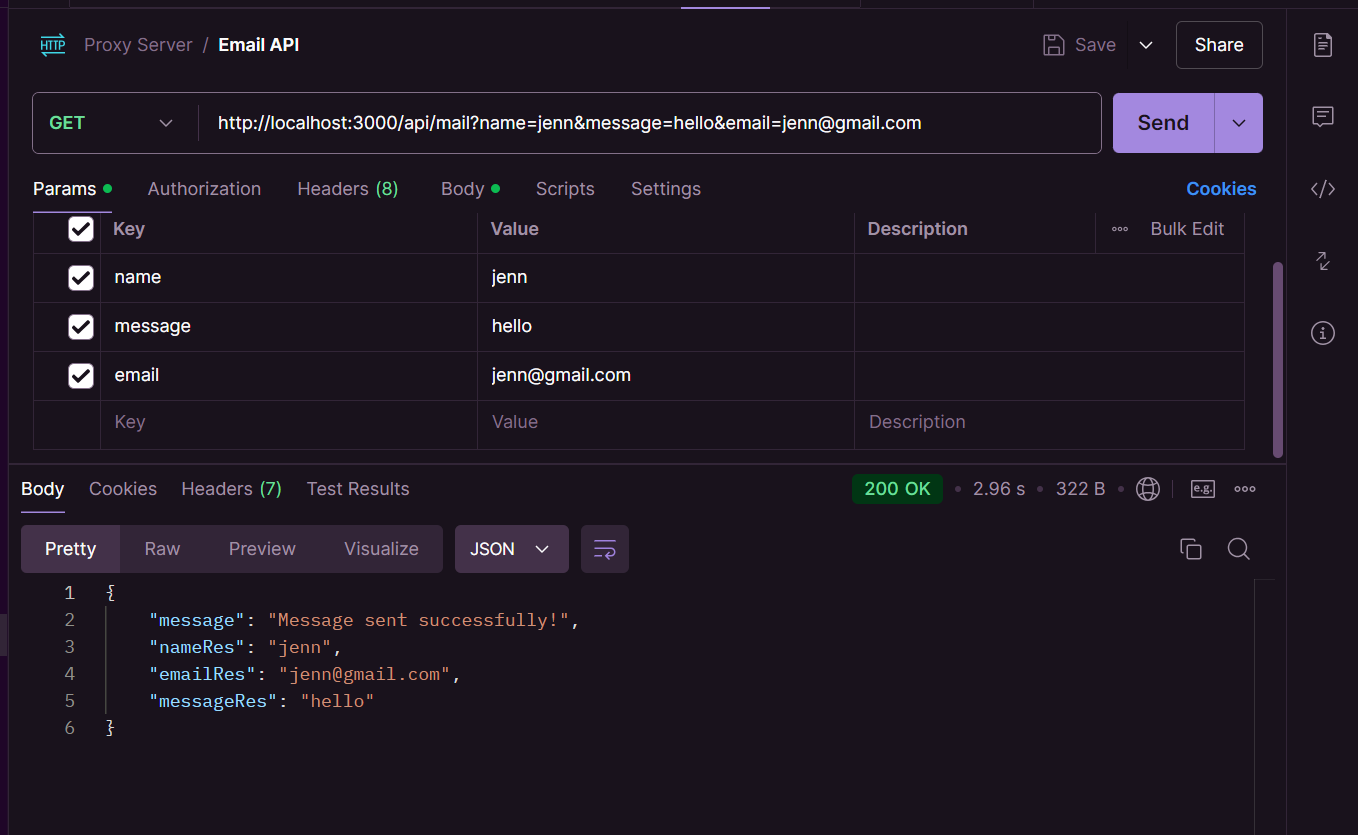 HTTP Proxy Server / Email API Save Share
GET http://localhost:3000/api/mail?name=jenn&message=hello&email=jenn@gmail.com Send
Params Authorization Headers (8) Body Scripts Settings Cookies
Key Value Description Bulk Edit
name jenn
message hello
email jenn@gmail.com
Key Value Description
Body Cookies Headers (7) Test Results 200 OK 2.96 s 322 B e.g.
Pretty Raw Preview Visualize JSON
1 {
2 "message": "Message sent successfully!",
3 "nameRes": "jenn",
4 "emailRes": "jenn@gmail.com",
5 "messageRes": "hello"
6 }